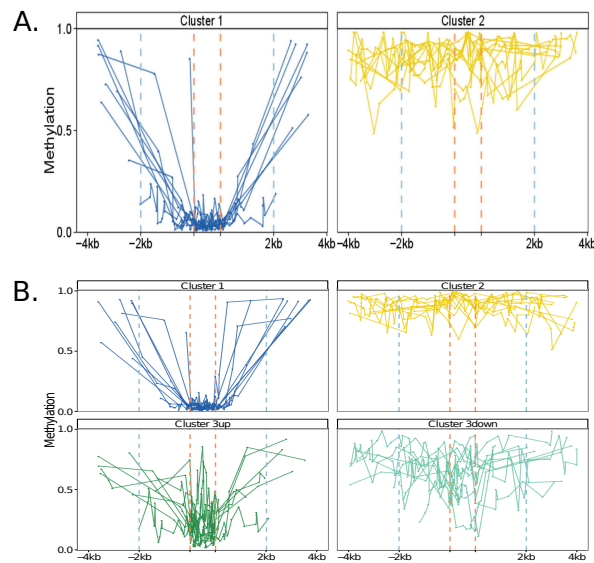 A.
Cluster 1 Cluster 2
Methylation
1.0
0.5
0.0
−4kb −2kb 2kb 4kb −4kb −2kb 2kb 4kb
B.
Cluster 1 Cluster 2
Methylation
1.0
0.5
0.0
Cluster 3up Cluster 3down
1.0
0.5
0.0
−4kb −2kb 2kb 4kb −4kb −2kb 2kb 4kb